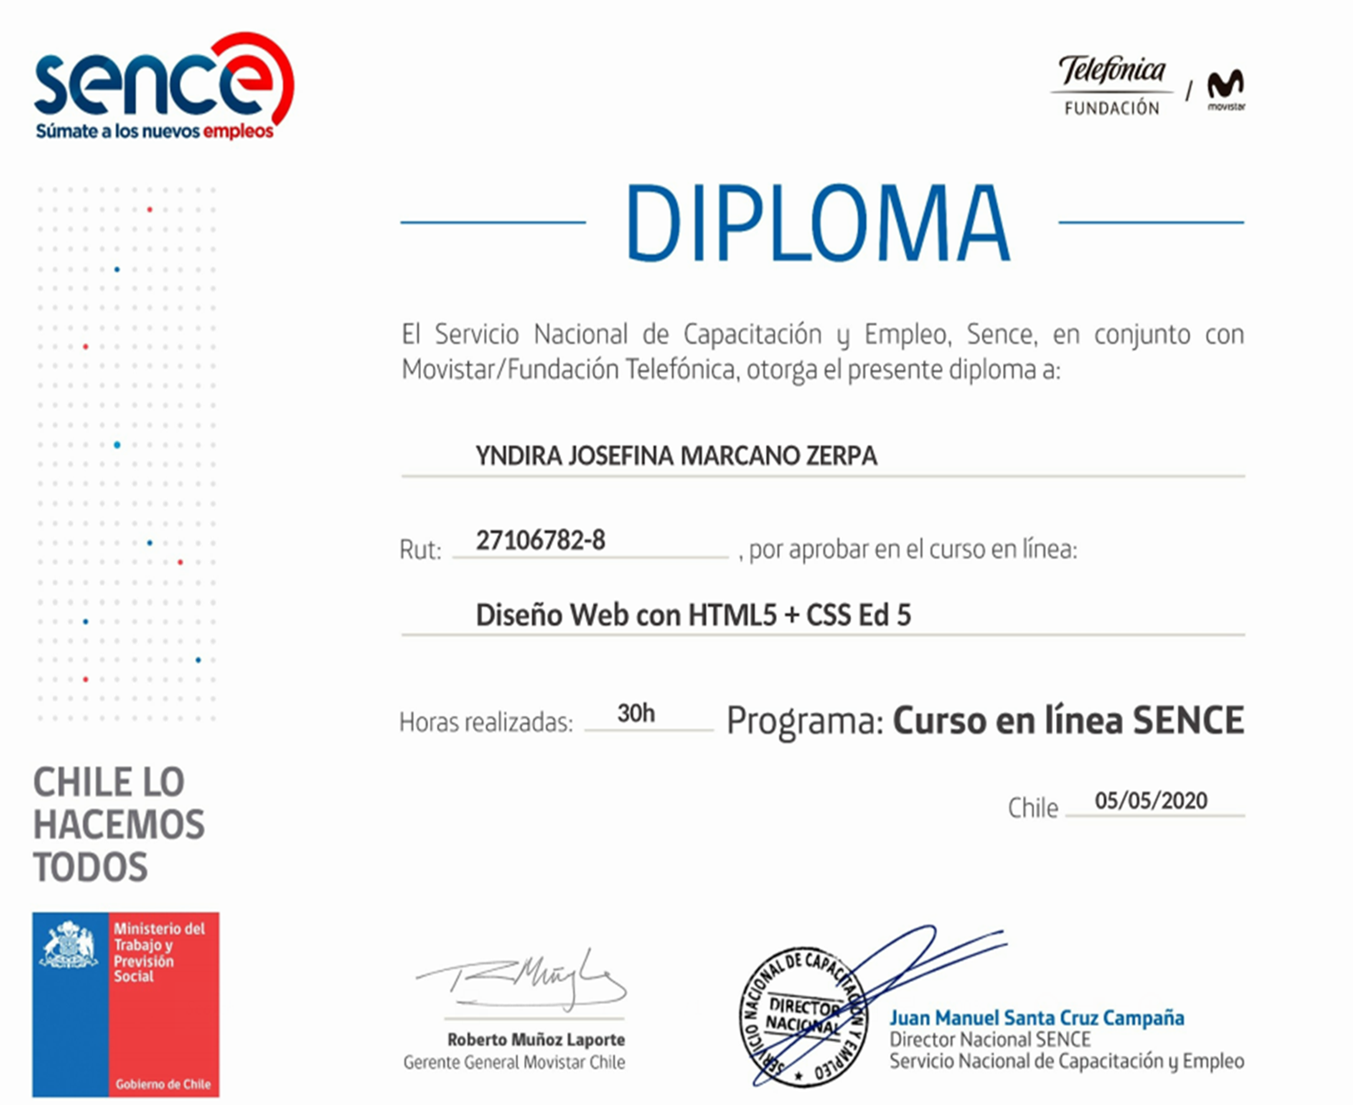 sence
Súmate a los nuevos empleos
Telefónica
FUNDACIÓN
/
movistar
DIPLOMA
El Servicio Nacional de Capacitación y Empleo, Sence, en conjunto con
Movistar/Fundación Telefónica, otorga el presente diploma a:
YNDIRA JOSEFINA MARCANO ZERPA
Rut: 27106782-8 , por aprobar en el curso en línea:
Diseño Web con HTML5 + CSS Ed 5
Horas realizadas: 30h Programa: Curso en línea SENCE
Chile 05/05/2020
CHILE LO
HACEMOS
TODOS
Ministerio del
Trabajo y
Previsión
Social
Gobierno de Chile
Roberto Muñoz Laporte
Gerente General Movistar Chile
SERVICIO NACIONAL DE CAPACITACIÓN Y EMPLEO
DIRECTOR
NACIONAL
Juan Manuel Santa Cruz Campaña
Director Nacional SENCE
Servicio Nacional de Capacitación y Empleo